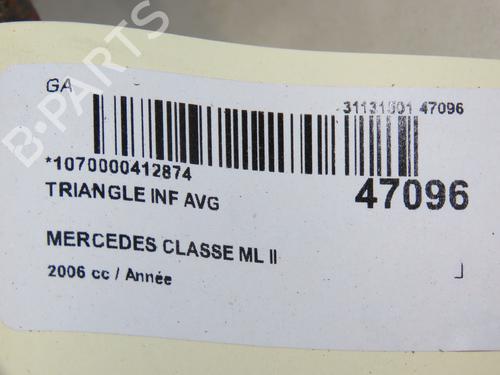 GA
31131501 47096
*1070000412874
47096
TRIANGLE INF AVG
MERCEDES CLASSE ML II
2006 cc / Année
B-PARTS